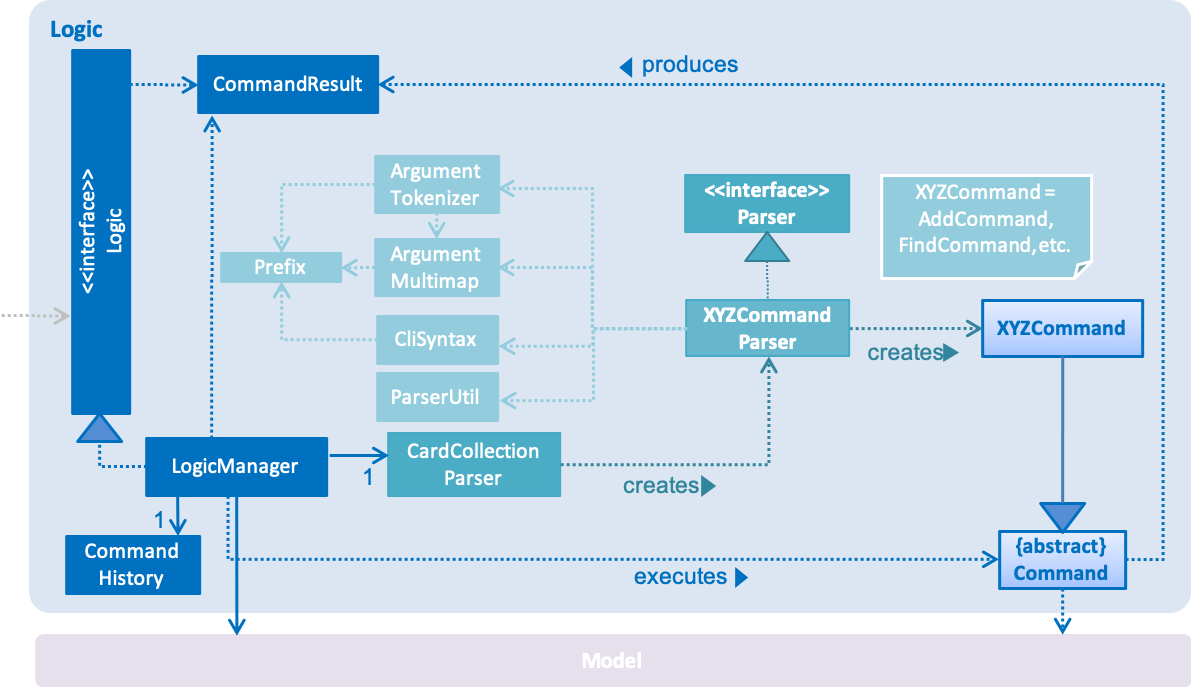 Logic
<<interface>>
Logic
CommandResult
produces
Argument
Tokenizer
<<interface>>
Parser
XYZCommand =
AddCommand,
FindCommand, etc.
Prefix
Argument
Multimap
XYZCommand
Parser
XYZCommand
creates
CliSyntax
ParserUtil
LogicManager
1
CardCollection
Parser
creates
1
Command
History
executes
{abstract}
Command
Model